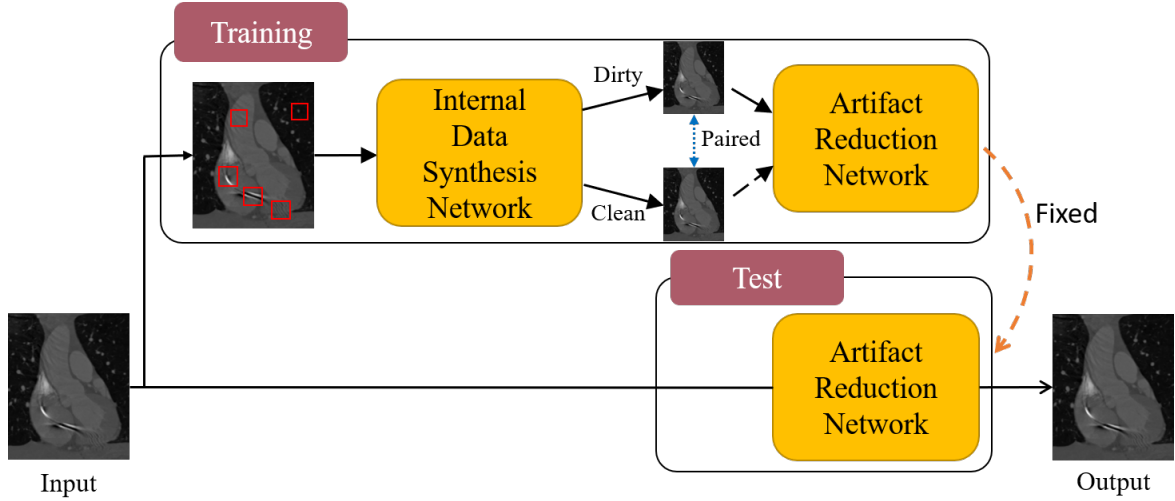 Training
Internal
Data
Synthesis
Network
Dirty
Paired
Clean
Artifact
Reduction
Network
Fixed
Test
Artifact
Reduction
Network
Input
Output